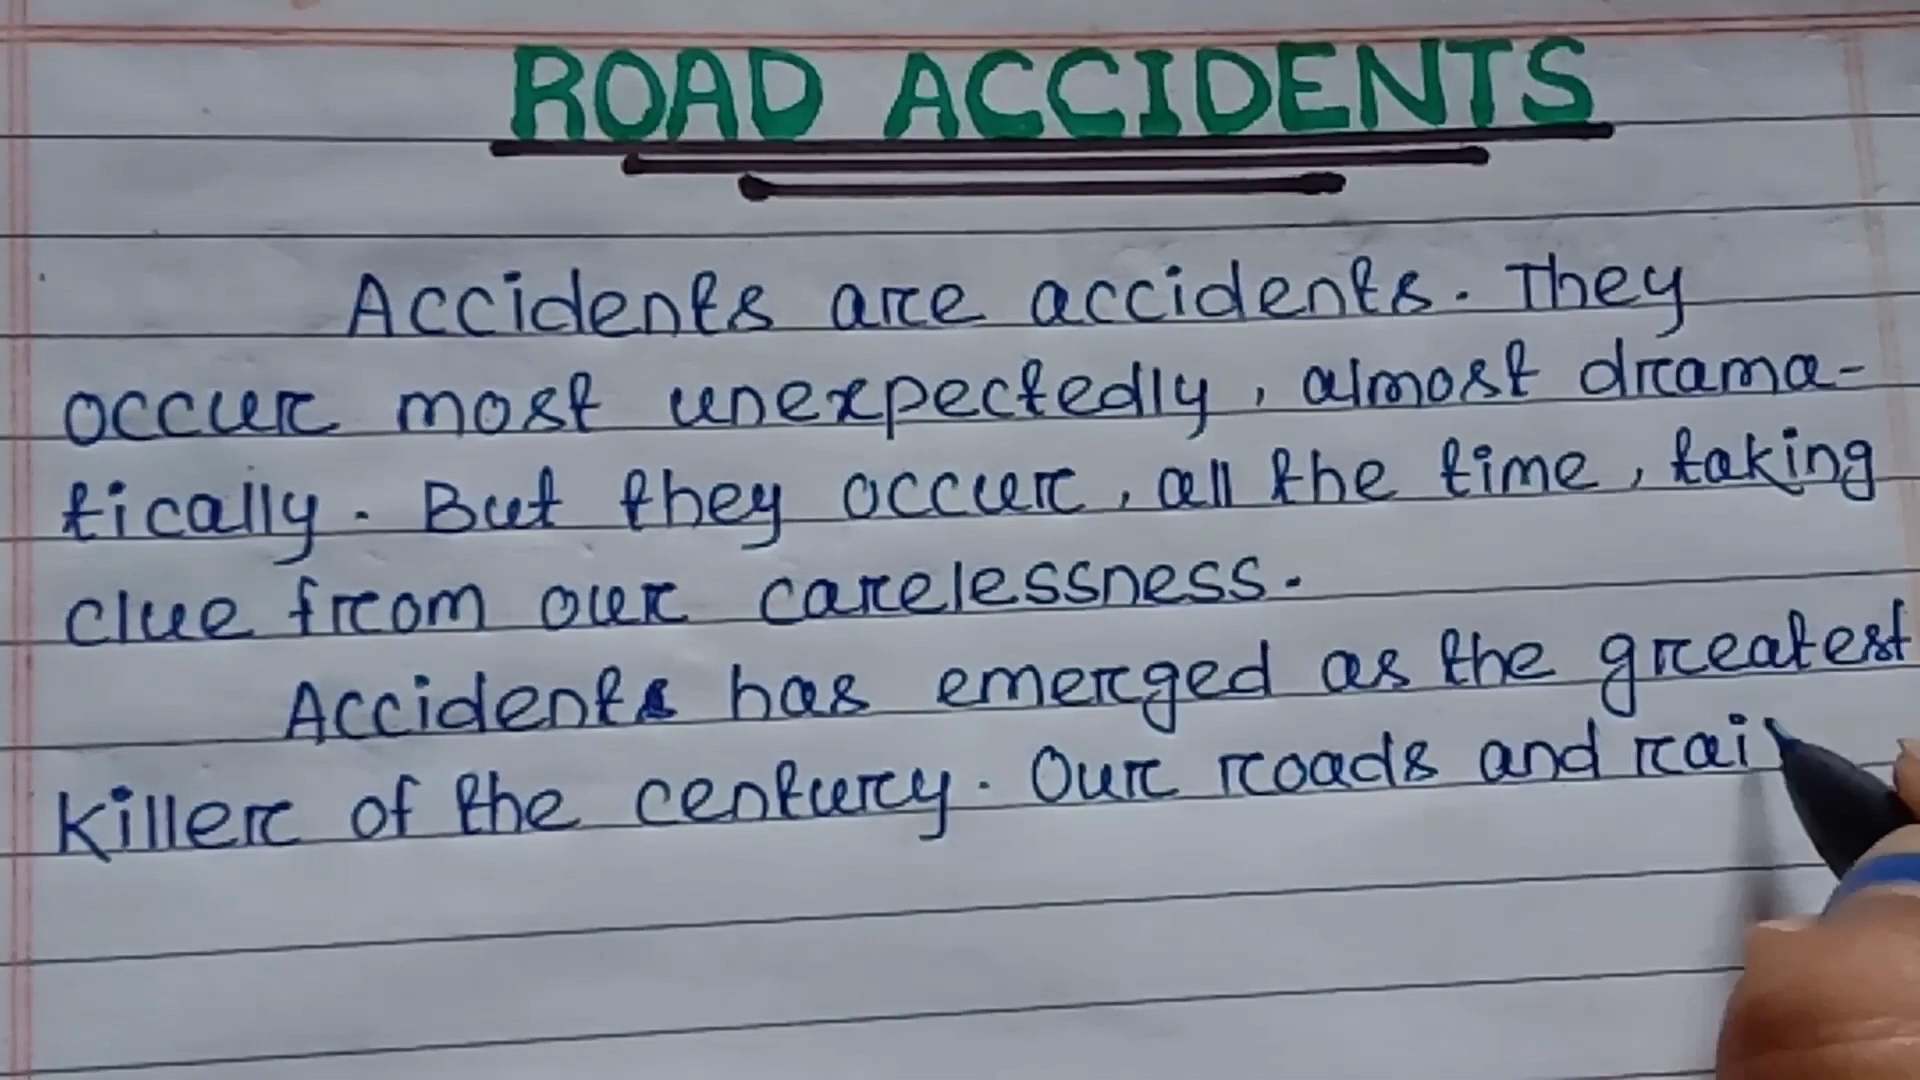 ROAD ACCIDENTS
Accidents are accidents. They
occur most unexpectedly, almost drama-
tically. But they occur, all the time, taking
clue from our carelessness.
Accidents has emerged as the greatest
killer of the century. Our roads and rai